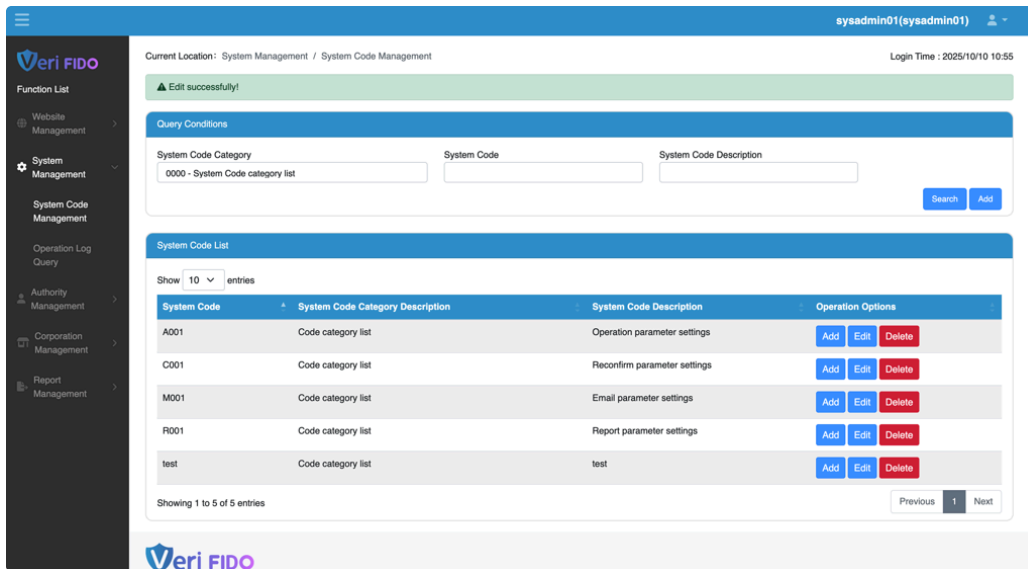 sysadmin01(sysadmin01)
Veri FIDO
Function List
Website
Management
System
Management
System Code
Management
Operation Log
Query
Authority
Management
Corporation
Management
Report
Management
Current Location： System Management / System Code Management
Login Time : 2025/10/10 10:55
Edit successfully!
Query Conditions
System Code Category System Code System Code Description
0000 - System Code category list
Search Add
System Code List
Show 10 entries
System Code System Code Category Description System Code Description Operation Options
A001 Code category list Operation parameter settings Add Edit Delete
C001 Code category list Reconfirm parameter settings Add Edit Delete
M001 Code category list Email parameter settings Add Edit Delete
R001 Code category list Report parameter settings Add Edit Delete
test Code category list test Add Edit Delete
Showing 1 to 5 of 5 entries
Previous 1 Next
Veri FIDO